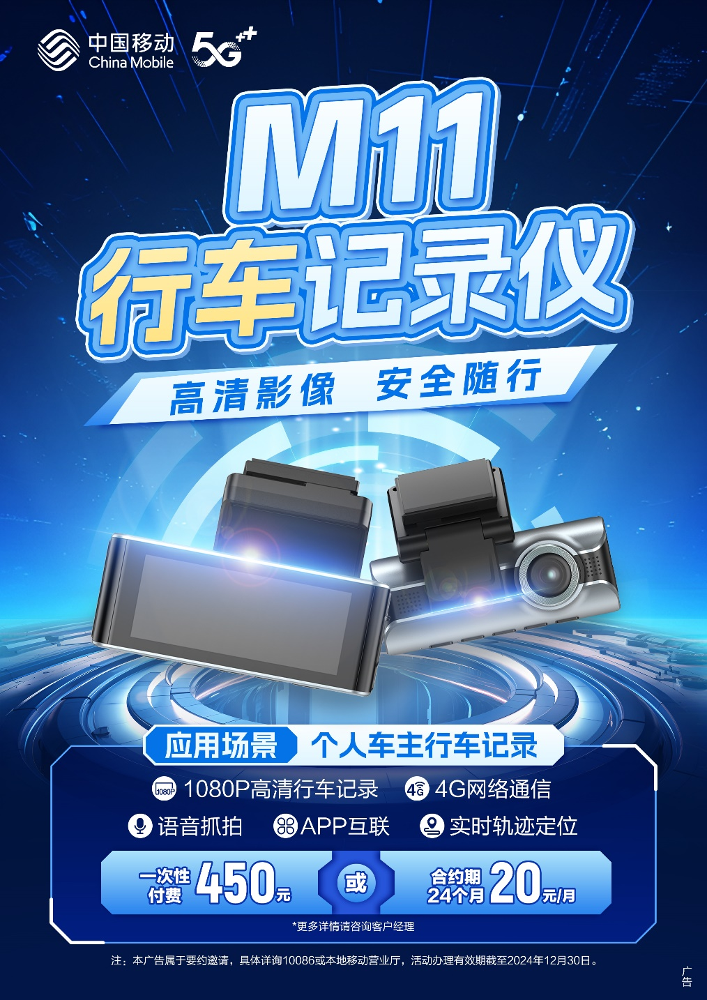 中国移动
China Mobile
5G++
M11
行车记录仪
高清影像 安全随行
应用场景 个人车主行车记录
1080P 1080P高清行车记录 4G 4G网络通信
语音抓拍 APP互联 实时轨迹定位
一次性付费 450元 或 合约期24个月 20元/月
*更多详情请咨询客户经理
注：本广告属于要约邀请，具体详询10086或本地移动营业厅，活动办理有效期截至2024年12月30日。
广告